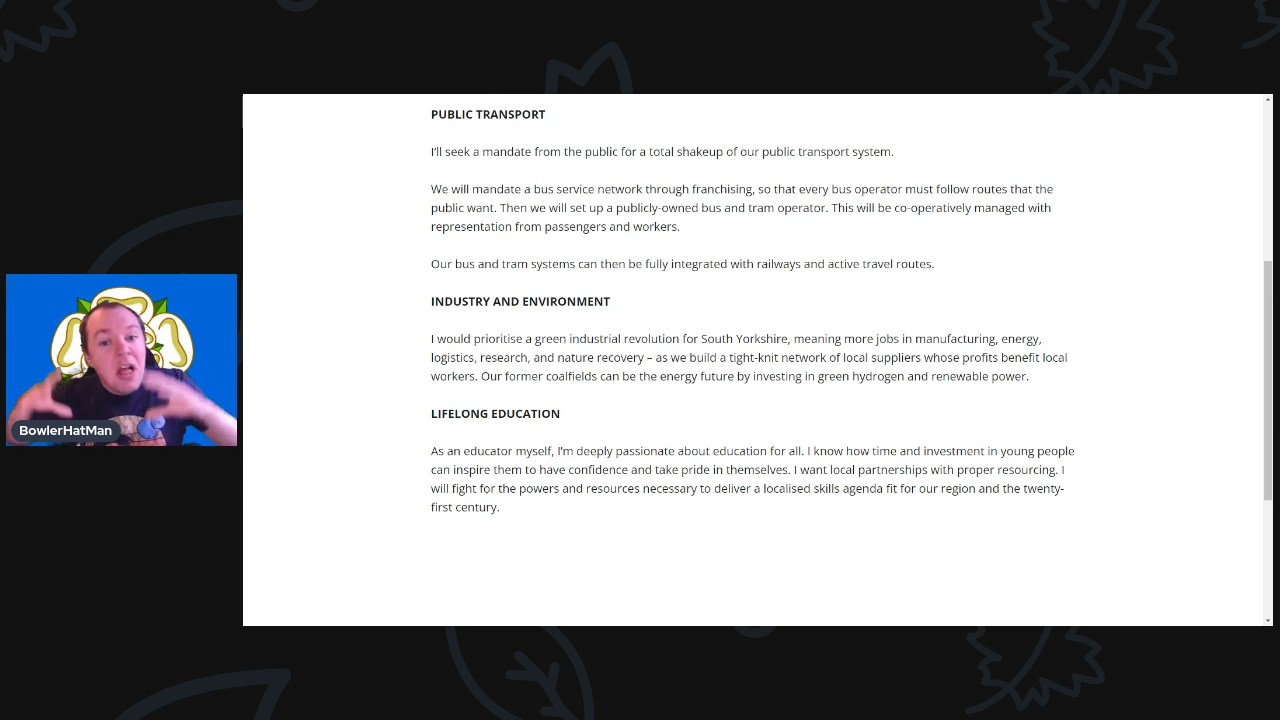 PUBLIC TRANSPORT
I'll seek a mandate from the public for a total shakeup of our public transport system.
We will mandate a bus service network through franchising, so that every bus operator must follow routes that the
public want. Then we will set up a publicly-owned bus and tram operator. This will be co-operatively managed with
representation from passengers and workers.
Our bus and tram systems can then be fully integrated with railways and active travel routes.
INDUSTRY AND ENVIRONMENT
I would prioritise a green industrial revolution for South Yorkshire, meaning more jobs in manufacturing, energy,
logistics, research, and nature recovery – as we build a tight-knit network of local suppliers whose profits benefit local
workers. Our former coalfields can be the energy future by investing in green hydrogen and renewable power.
LIFELONG EDUCATION
As an educator myself, I'm deeply passionate about education for all. I know how time and investment in young people
can inspire them to have confidence and take pride in themselves. I want local partnerships with proper resourcing. I
will fight for the powers and resources necessary to deliver a localised skills agenda fit for our region and the twenty-
first century.
BowlerHatMan